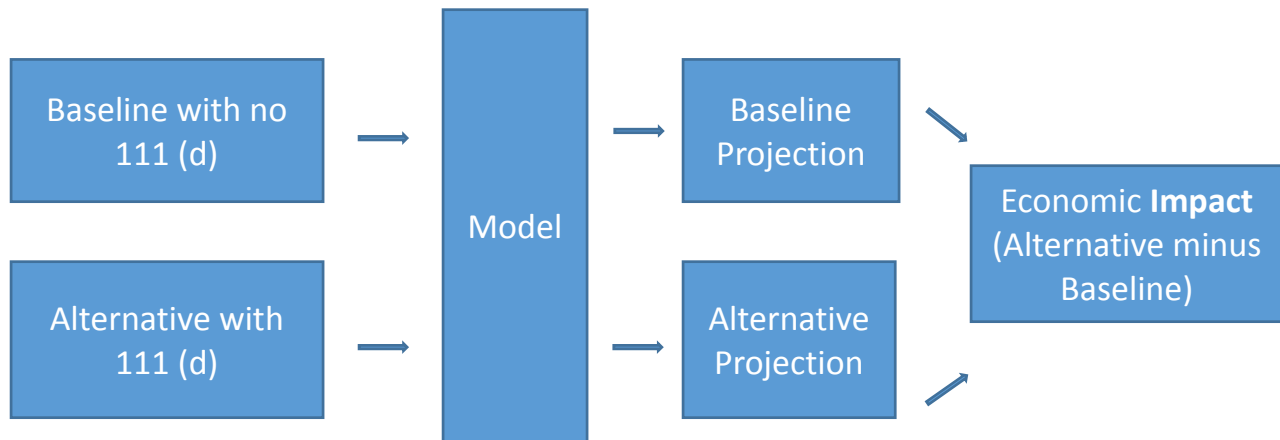 Baseline with no
111 (d)
Alternative with
111 (d)
Model
Baseline
Projection
Alternative
Projection
Economic Impact
(Alternative minus
Baseline)